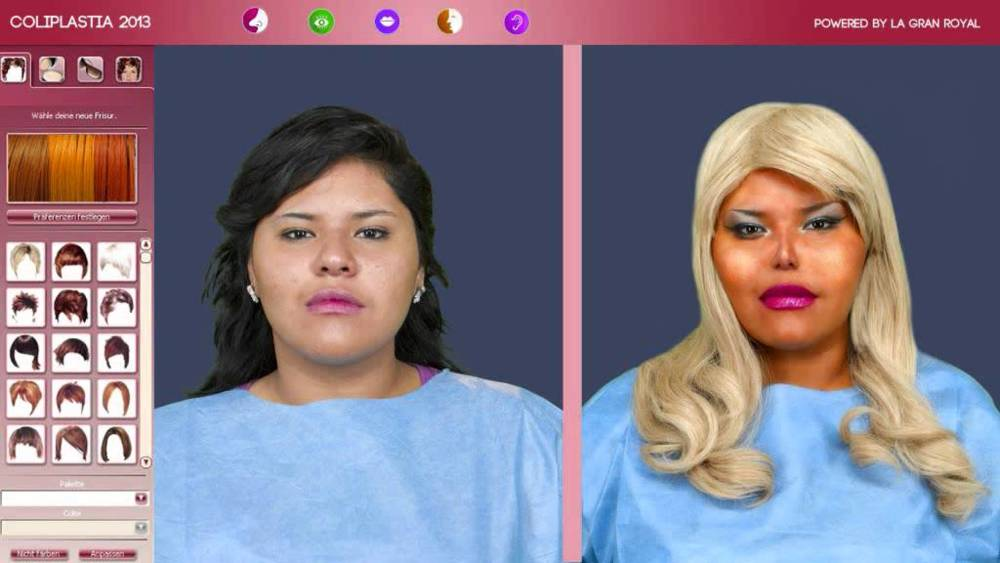 COLIPLASTIA 2013
POWERED BY LA GRAN ROYAL
Wähle deine neue Frisur.
Präferenzen festlegen
Palette
Color
Nicht färben
Anpassen